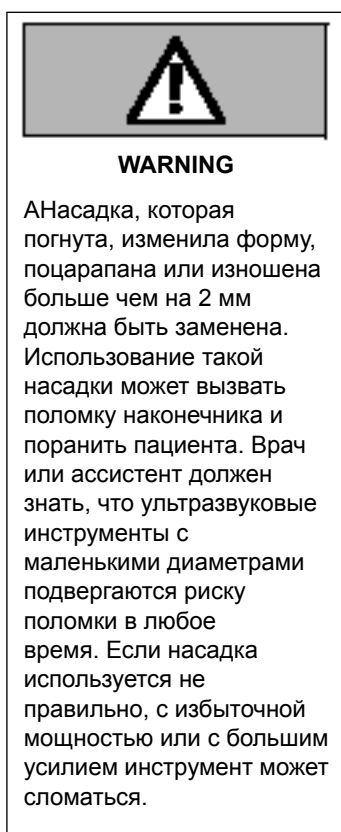 WARNING
АНасадка, которая
погнута, изменила форму,
поцарапана или изношена
больше чем на 2 мм
должна быть заменена.
Использование такой
насадки может вызвать
поломку наконечника и
поранить пациента. Врач
или ассистент должен
знать, что ультразвуковые
инструменты с
маленькими диаметрами
подвергаются риску
поломки в любое
время. Если насадка
используется не
правильно, с избыточной
мощностью или с большим
усилием инструмент может
сломаться.